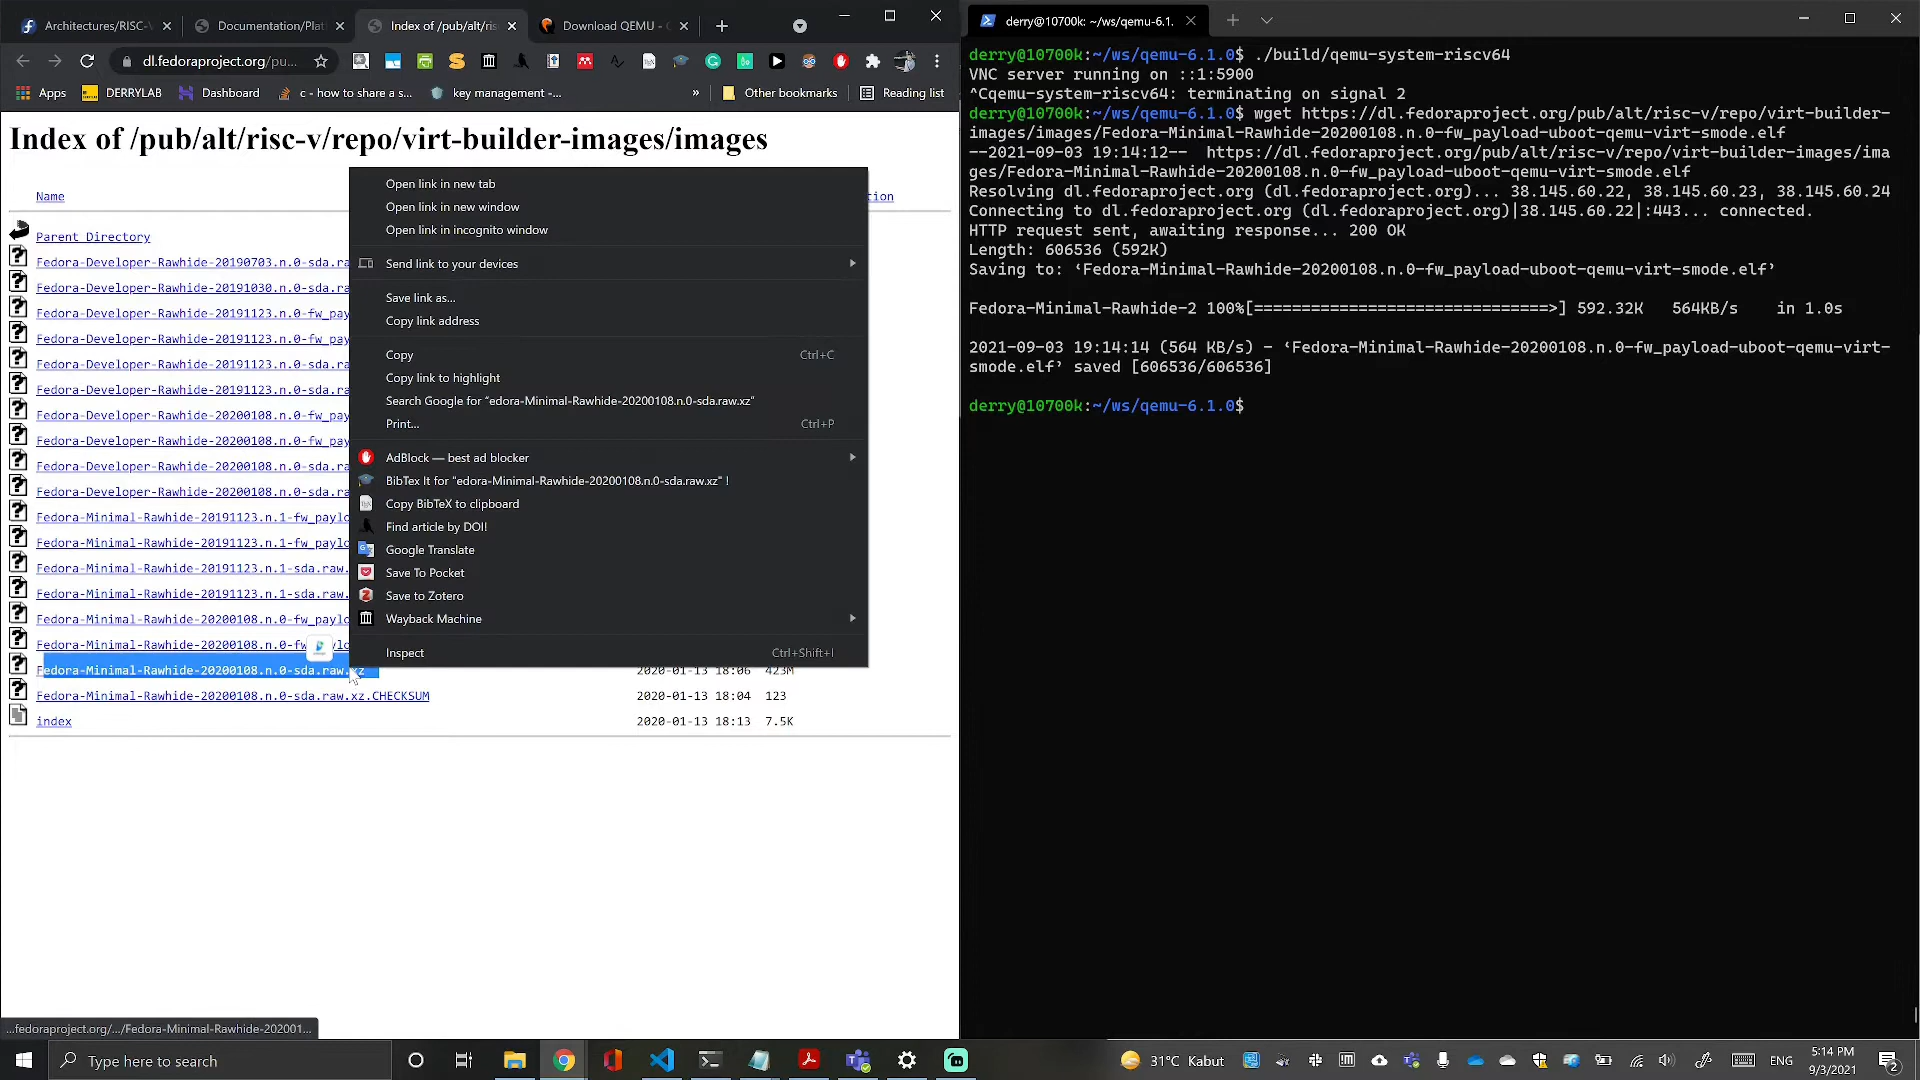 Architectures/RISC-V
Documentation/Plat
Index of /pub/alt/ris
Download QEMU -
dl.fedoraproject.org/pu...
Apps
DERRYLAB
Dashboard
c - how to share a s...
key management -...
»
Other bookmarks
Reading list
Index of /pub/alt/risc-v/repo/virt-builder-images/images
Name
tion
Parent Directory
Fedora-Developer-Rawhide-20190703.n.0-sda.ra
Fedora-Developer-Rawhide-20191030.n.0-sda.ra
Fedora-Developer-Rawhide-20191123.n.0-fw_pay
Fedora-Developer-Rawhide-20191123.n.0-fw_pay
Fedora-Developer-Rawhide-20191123.n.0-sda.ra
Fedora-Developer-Rawhide-20191123.n.0-sda.ra
Fedora-Developer-Rawhide-20200108.n.0-fw_pay
Fedora-Developer-Rawhide-20200108.n.0-fw_pay
Fedora-Developer-Rawhide-20200108.n.0-sda.ra
Fedora-Developer-Rawhide-20200108.n.0-sda.ra
Fedora-Minimal-Rawhide-20191123.n.1-fw_paylo
Fedora-Minimal-Rawhide-20191123.n.1-fw_paylo
Fedora-Minimal-Rawhide-20191123.n.1-sda.raw.
Fedora-Minimal-Rawhide-20191123.n.1-sda.raw.
Fedora-Minimal-Rawhide-20200108.n.0-fw_paylo
Fedora-Minimal-Rawhide-20200108.n.0-fw_paylo
Fedora-Minimal-Rawhide-20200108.n.0-sda.raw.xz 2020-01-13 18:06 423M
Fedora-Minimal-Rawhide-20200108.n.0-sda.raw.xz.CHECKSUM 2020-01-13 18:04 123
index 2020-01-13 18:13 7.5K
Open link in new tab
Open link in new window
Open link in incognito window
Send link to your devices
Save link as...
Copy link address
Copy Ctrl+C
Copy link to highlight
Search Google for “edora-Minimal-Rawhide-20200108.n.0-sda.raw.xz”
Print... Ctrl+P
AdBlock — best ad blocker
BibTex It for "edora-Minimal-Rawhide-20200108.n.0-sda.raw.xz" !
Copy BibTeX to clipboard
Find article by DOI!
Google Translate
Save To Pocket
Save to Zotero
Wayback Machine
Inspect Ctrl+Shift+I
...fedoraproject.org/.../Fedora-Minimal-Rawhide-202001...
derry@10700k: ~/ws/qemu-6.1.
derry@10700k:~/ws/qemu-6.1.0$ ./build/qemu-system-riscv64
VNC server running on ::1:5900
^Cqemu-system-riscv64: terminating on signal 2
derry@10700k:~/ws/qemu-6.1.0$ wget https://dl.fedoraproject.org/pub/alt/risc-v/repo/virt-builder-
images/images/Fedora-Minimal-Rawhide-20200108.n.0-fw_payload-uboot-qemu-virt-smode.elf
--2021-09-03 19:14:12-- https://dl.fedoraproject.org/pub/alt/risc-v/repo/virt-builder-images/ima
ges/Fedora-Minimal-Rawhide-20200108.n.0-fw_payload-uboot-qemu-virt-smode.elf
Resolving dl.fedoraproject.org (dl.fedoraproject.org)... 38.145.60.22, 38.145.60.23, 38.145.60.24
Connecting to dl.fedoraproject.org (dl.fedoraproject.org)|38.145.60.22|:443... connected.
HTTP request sent, awaiting response... 200 OK
Length: 606536 (592K)
Saving to: ‘Fedora-Minimal-Rawhide-20200108.n.0-fw_payload-uboot-qemu-virt-smode.elf’
Fedora-Minimal-Rawhide-2 100%[===============================>] 592.32K 564KB/s in 1.0s
2021-09-03 19:14:14 (564 KB/s) - ‘Fedora-Minimal-Rawhide-20200108.n.0-fw_payload-uboot-qemu-virt-
smode.elf’ saved [606536/606536]
derry@10700k:~/ws/qemu-6.1.0$
Type here to search
31°C Kabut
ENG
5:14 PM
9/3/2021
2